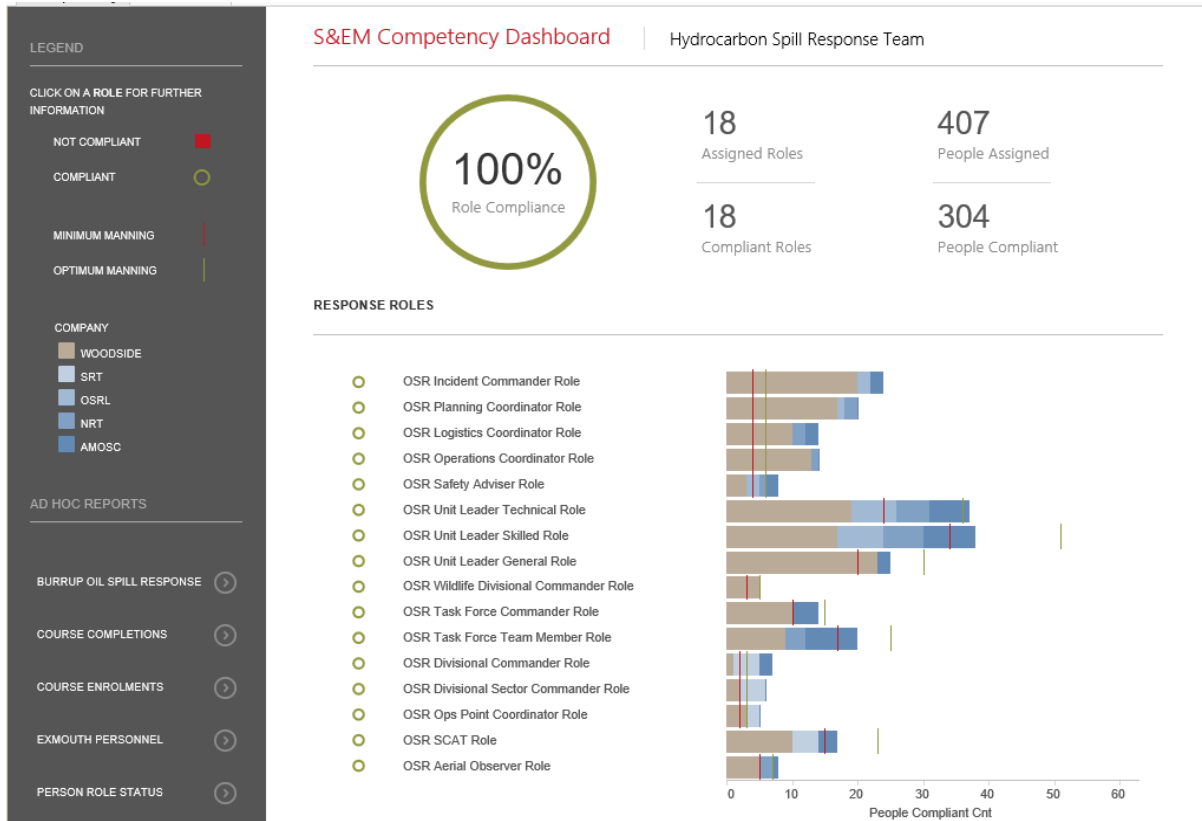 LEGEND
CLICK ON A ROLE FOR FURTHER
INFORMATION
NOT COMPLIANT
COMPLIANT
MINIMUM MANNING
OPTIMUM MANNING
COMPANY
WOODSIDE
SRT
OSRL
NRT
AMOSC
AD HOC REPORTS
BURRUP OIL SPILL RESPONSE
COURSE COMPLETIONS
COURSE ENROLMENTS
EXMOUTH PERSONNEL
PERSON ROLE STATUS
S&EM Competency Dashboard
Hydrocarbon Spill Response Team
100%
Role Compliance
18
Assigned Roles
407
People Assigned
18
Compliant Roles
304
People Compliant
RESPONSE ROLES
OSR Incident Commander Role
OSR Planning Coordinator Role
OSR Logistics Coordinator Role
OSR Operations Coordinator Role
OSR Safety Adviser Role
OSR Unit Leader Technical Role
OSR Unit Leader Skilled Role
OSR Unit Leader General Role
OSR Wildlife Divisional Commander Role
OSR Task Force Commander Role
OSR Task Force Team Member Role
OSR Divisional Commander Role
OSR Divisional Sector Commander Role
OSR Ops Point Coordinator Role
OSR SCAT Role
OSR Aerial Observer Role
0 10 20 30 40 50 60
People Compliant Cnt